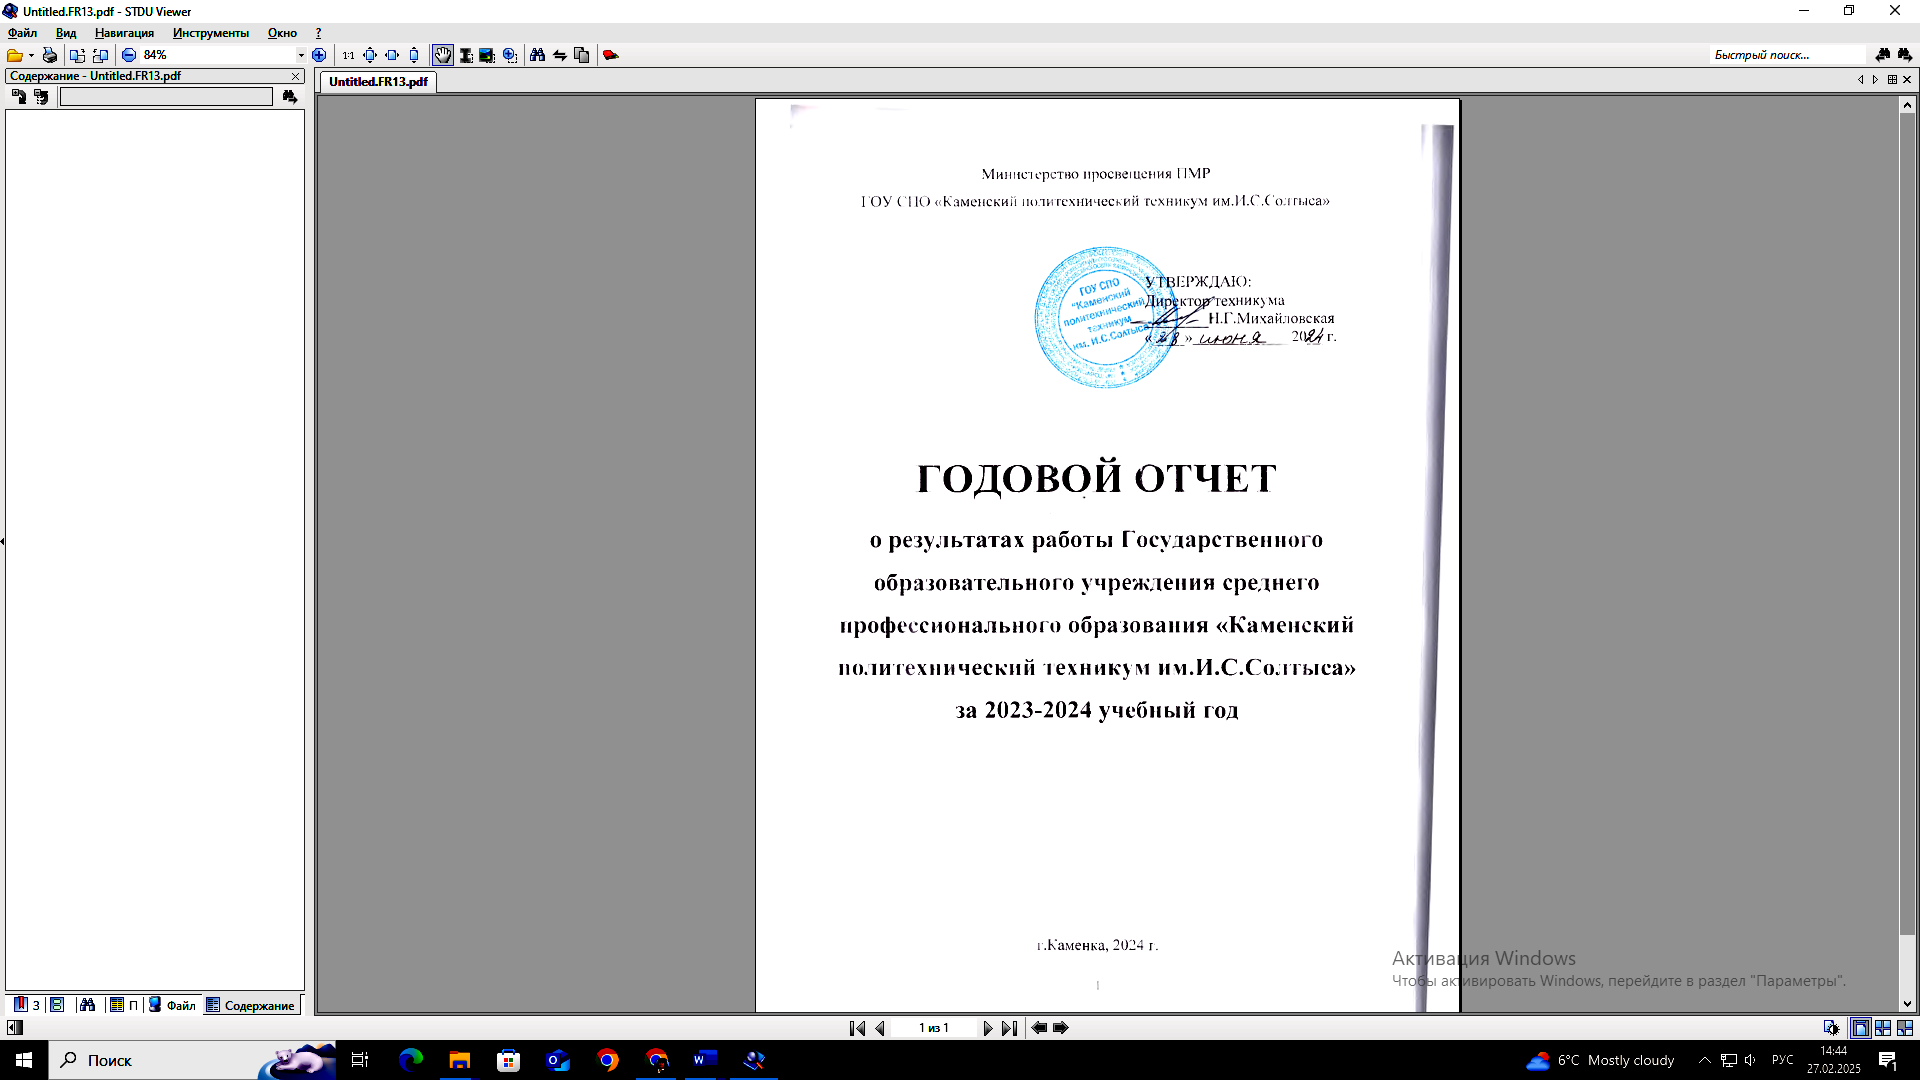 Untitled.FR13.pdf - STDU Viewer
Файл Вид Навигация Инструменты Окно ?
84%
1:1
Быстрый поиск...
Содержание - Untitled.FR13.pdf
Untitled.FR13.pdf
Министерство просвещения ПМР
ГОУ СПО «Каменский политехнический техникум им.И.С.Солтыса»
ГОУ СПО
"Каменский
политехнический
техникум
им. И.С.Солтыса"
УТВЕРЖДАЮ:
Директор техникума
Н.Г.Михайловская
«28» июня 2024 г.
ГОДОВОЙ ОТЧЕТ
о результатах работы Государственного
образовательного учреждения среднего
профессионального образования «Каменский
политехнический техникум им.И.С.Солтыса»
за 2023-2024 учебный год
г.Каменка, 2024 г.
1
Активация Windows
Чтобы активировать Windows, перейдите в раздел "Параметры".
З П Файл Содержание
1 из 1
Поиск
6°C Mostly cloudy
РУС
14:44
27.02.2025
1